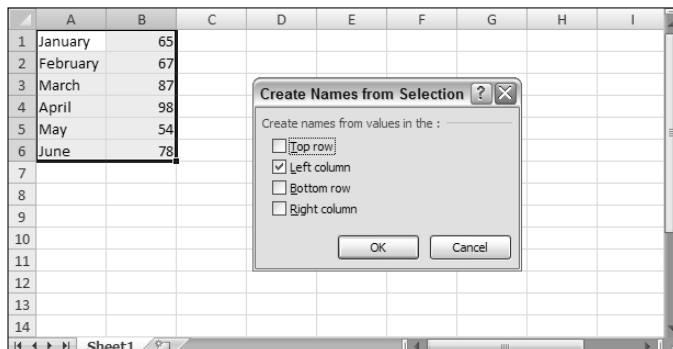 A B C D E F G H I
1 January 65
2 February 67
3 March 87
4 April 98
5 May 54
6 June 78
7
8
9
10
11
12
13
14
Create Names from Selection ?
Create names from values in the :
Top row
Left column
Bottom row
Right column
OK Cancel
Sheet1